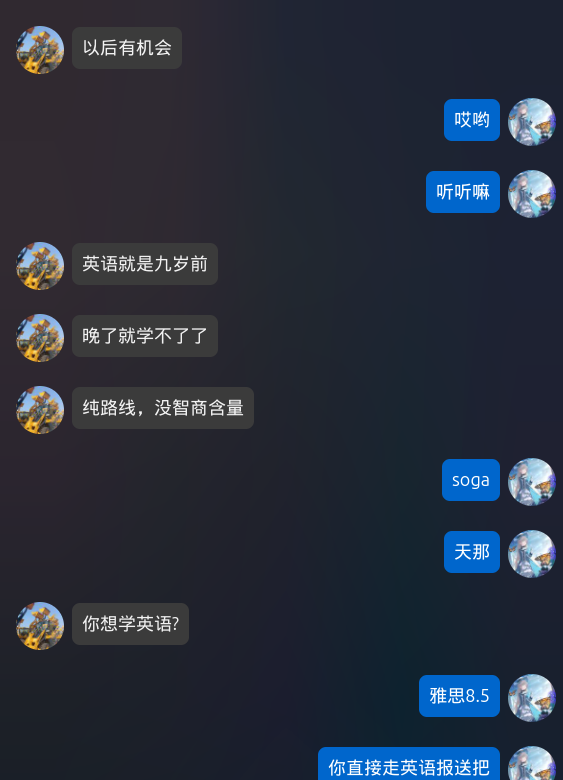 以后有机会
哎哟
听听嘛
英语就是九岁前
晚了就学不了了
纯路线，没智商含量
soga
天那
你想学英语?
雅思8.5
你直接走英语报送把